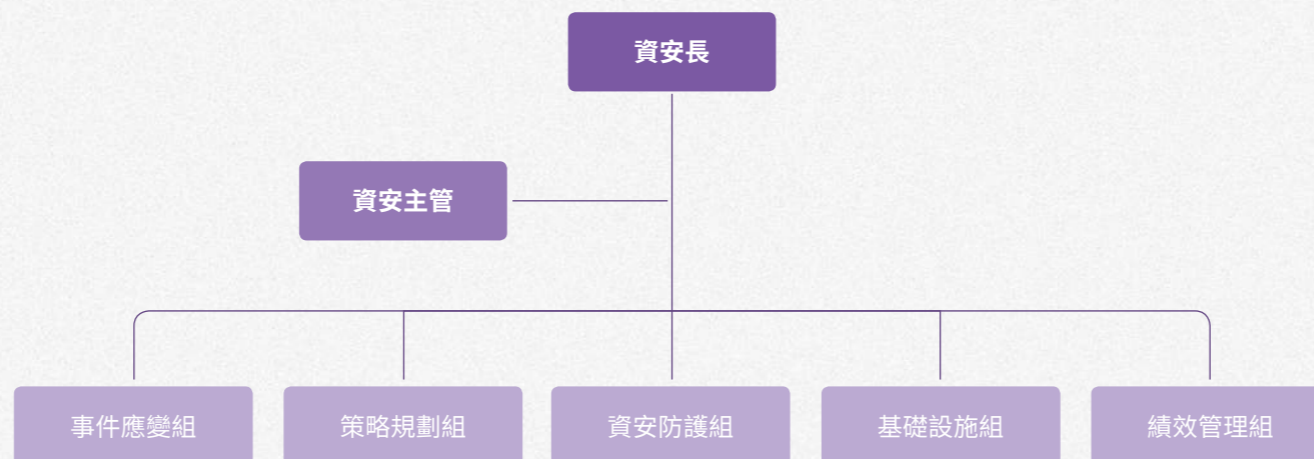 資安長
資安主管
事件應變組
策略規劃組
資安防護組
基礎設施組
績效管理組